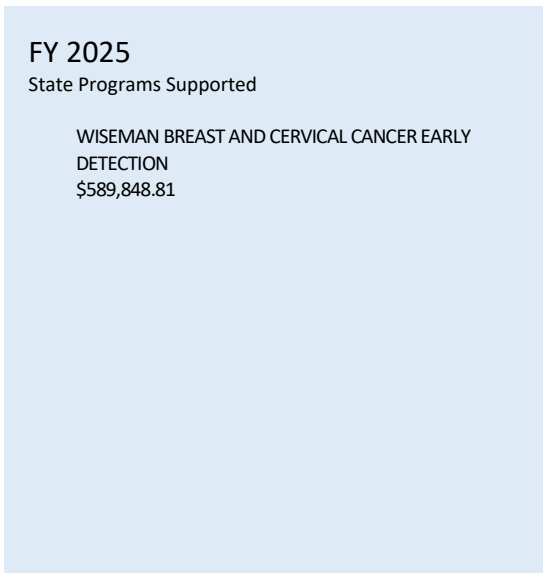 FY 2025
State Programs Supported
WISEMAN BREAST AND CERVICAL CANCER EARLY
DETECTION
$589,848.81